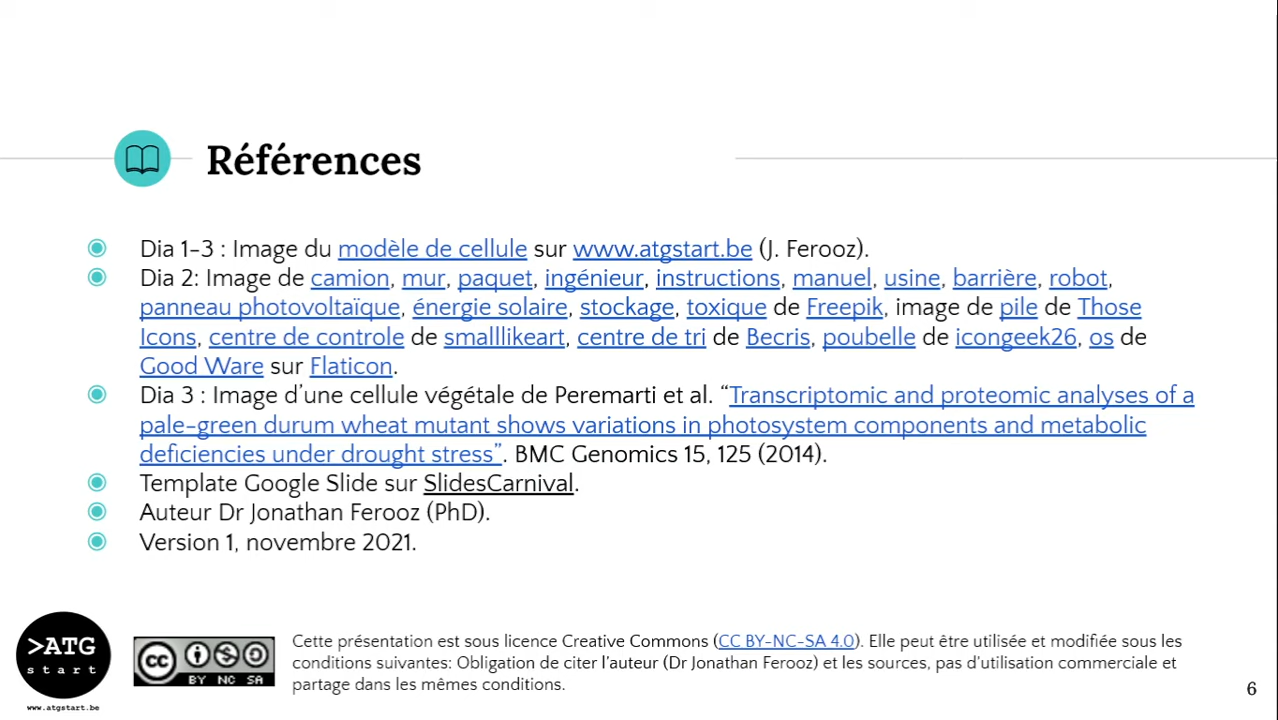 Références
Dia 1-3 : Image du modèle de cellule sur www.atgstart.be (J. Ferooz).
Dia 2: Image de camion, mur, paquet, ingénieur, instructions, manuel, usine, barrière, robot,
panneau photovoltaïque, énergie solaire, stockage, toxique de Freepik, image de pile de Those
Icons, centre de controle de smalllikeart, centre de tri de Becris, poubelle de icongeek26, os de
Good Ware sur Flaticon.
Dia 3 : Image d’une cellule végétale de Peremarti et al. “Transcriptomic and proteomic analyses of a
pale-green durum wheat mutant shows variations in photosystem components and metabolic
deficiencies under drought stress”. BMC Genomics 15, 125 (2014).
Template Google Slide sur SlidesCarnival.
Auteur Dr Jonathan Ferooz (PhD).
Version 1, novembre 2021.
>ATG
start
www.atgstart.be
cc
BY NC SA
Cette présentation est sous licence Creative Commons (CC BY-NC-SA 4.0). Elle peut être utilisée et modifiée sous les
conditions suivantes: Obligation de citer l’auteur (Dr Jonathan Ferooz) et les sources, pas d’utilisation commerciale et
partage dans les mêmes conditions.
6